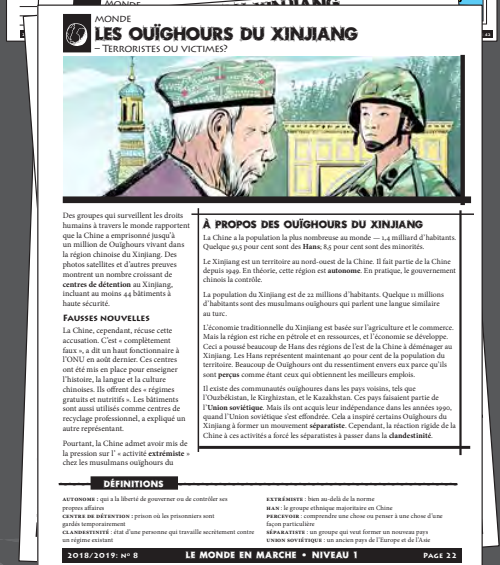 MONDE
LES OUÏGHOURS DU XINJIANG
– TERRORISTES OU VICTIMES?
Des groupes qui surveillent les droits
humains à travers le monde rapportent
que la Chine a emprisonné jusqu'à
un million de Ouïghours vivant dans
la région chinoise du Xinjiang. Des
photos satellites et d'autres preuves
montrent un nombre croissant de
centres de détention au Xinjiang,
incluant au moins 44 bâtiments à
haute sécurité.
FAUSSES NOUVELLES
La Chine, cependant, récuse cette
accusation. C'est « complètement
faux », a dit un haut fonctionnaire à
l'ONU en août dernier. Ces centres
ont été mis en place pour enseigner
l'histoire, la langue et la culture
chinoises. Ils offrent des « régimes
gratuits et nutritifs ». Les bâtiments
sont aussi utilisés comme centres de
recyclage professionnel, a expliqué un
autre représentant.
Pourtant, la Chine admet avoir mis de
la pression sur l' « activité extrémiste »
chez les musulmans ouïghours du
À PROPOS DES OUÏGHOURS DU XINJIANG
La Chine a la population la plus nombreuse au monde — 1,4 milliard d'habitants.
Quelque 91,5 pour cent sont des Hans; 8,5 pour cent sont des minorités.
Le Xinjiang est un territoire au nord-ouest de la Chine. Il fait partie de la Chine
depuis 1949. En théorie, cette région est autonome. En pratique, le gouvernement
chinois la contrôle.
La population du Xinjiang est de 22 millions d'habitants. Quelque 11 millions
d'habitants sont des musulmans ouïghours qui parlent une langue similaire
au turc.
L'économie traditionnelle du Xinjiang est basée sur l'agriculture et le commerce.
Mais la région est riche en pétrole et en ressources, et l'économie se développe.
Ceci a poussé beaucoup de Hans des régions de l'est de la Chine à déménager au
Xinjiang. Les Hans représentent maintenant 40 pour cent de la population du
territoire. Beaucoup de Ouïghours ont du ressentiment envers eux parce qu'ils
sont perçus comme étant ceux qui obtiennent les meilleurs emplois.
Il existe des communautés ouïghoures dans les pays voisins, tels que
l'Ouzbékistan, le Kirghizstan, et le Kazakhstan. Ces pays faisaient partie de
l'Union soviétique. Mais ils ont acquis leur indépendance dans les années 1990,
quand l'Union soviétique s'est effondrée. Cela a inspiré certains Ouïghours du
Xinjiang à former un mouvement séparatiste. Cependant, la réaction rigide de la
Chine à ces activités a forcé les séparatistes à passer dans la clandestinité.
DÉFINITIONS
AUTONOME : qui a la liberté de gouverner ou de contrôler ses
propres affaires
CENTRE DE DÉTENTION : prison où les prisonniers sont
gardés temporairement
CLANDESTINITÉ : état d'une personne qui travaille secrètement contre
un régime existant
EXTRÉMISTE : bien au-delà de la norme
HAN : le groupe ethnique majoritaire en Chine
PERCEVOIR : comprendre une chose ou penser à une chose d'une
façon particulière
SÉPARATISTE : un groupe qui veut former un nouveau pays
UNION SOVIÉTIQUE : un ancien pays de l'Europe et de l'Asie
2018/2019: Nº 8 LE MONDE EN MARCHE • NIVEAU 1 PAGE 22